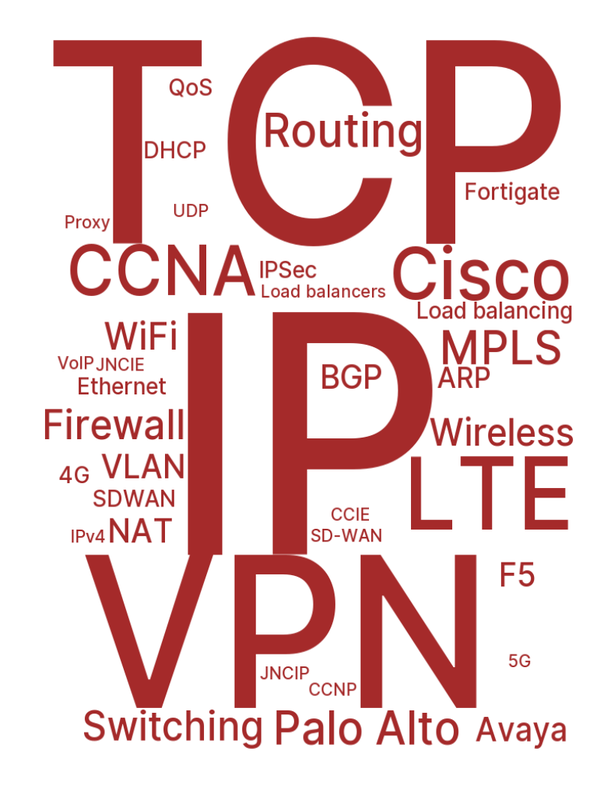 TCP
QoS
Routing
DHCP
Fortigate
UDP
Proxy
CCNA
IPSec
Cisco
Load balancers
Load balancing
IP
WiFi
MPLS
VoIP
JNCIE
BGP
ARP
Ethernet
Firewall
Wireless
4G
VLAN
LTE
SDWAN
CCIE
IPv4
NAT
SD-WAN
VPN
F5
5G
JNCIP
CCNP
Switching
Palo Alto
Avaya